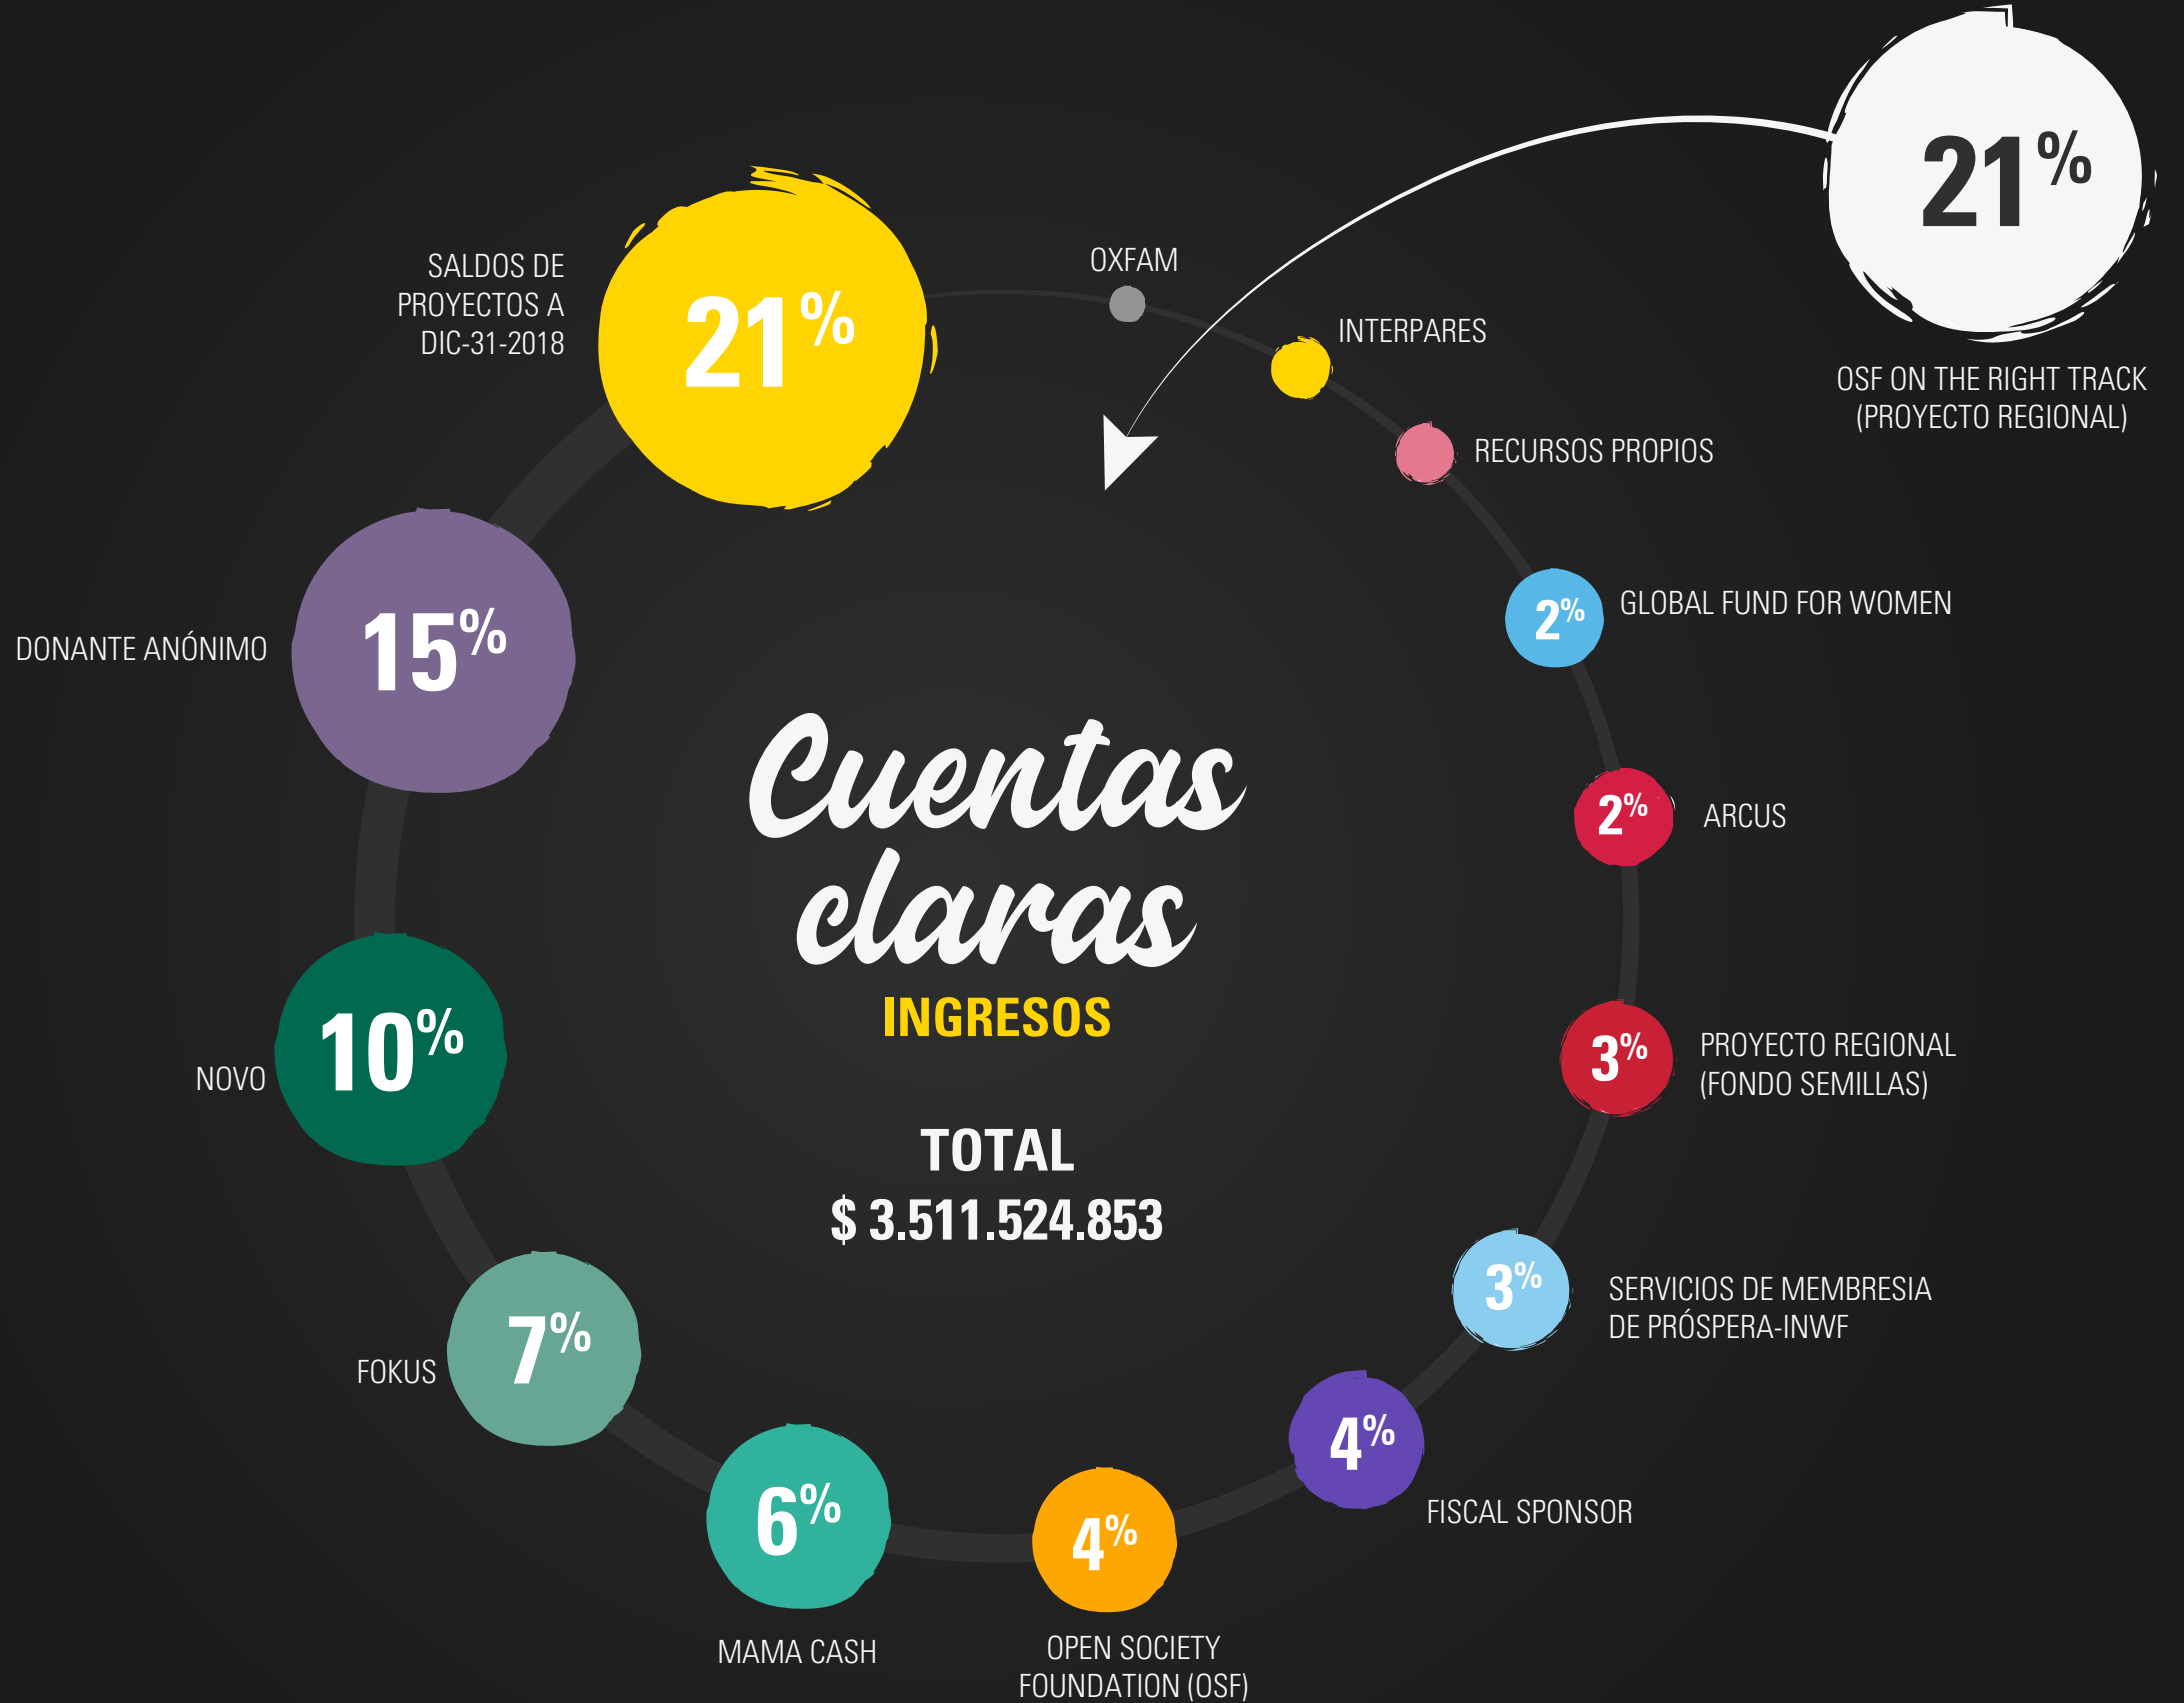 21%
OSF ON THE RIGHT TRACK
(PROYECTO REGIONAL)
SALDOS DE
PROYECTOS A
DIC-31-2018
21%
OXFAM
INTERPARES
RECURSOS PROPIOS
2%
GLOBAL FUND FOR WOMEN
2%
ARCUS
3%
PROYECTO REGIONAL
(FONDO SEMILLAS)
3%
SERVICIOS DE MEMBRESIA
DE PRÓSPERA-INWF
4%
FISCAL SPONSOR
4%
OPEN SOCIETY
FOUNDATION (OSF)
6%
MAMA CASH
7%
FOKUS
10%
NOVO
15%
DONANTE ANÓNIMO
Cuentas
claras
INGRESOS
TOTAL
$ 3.511.524.853